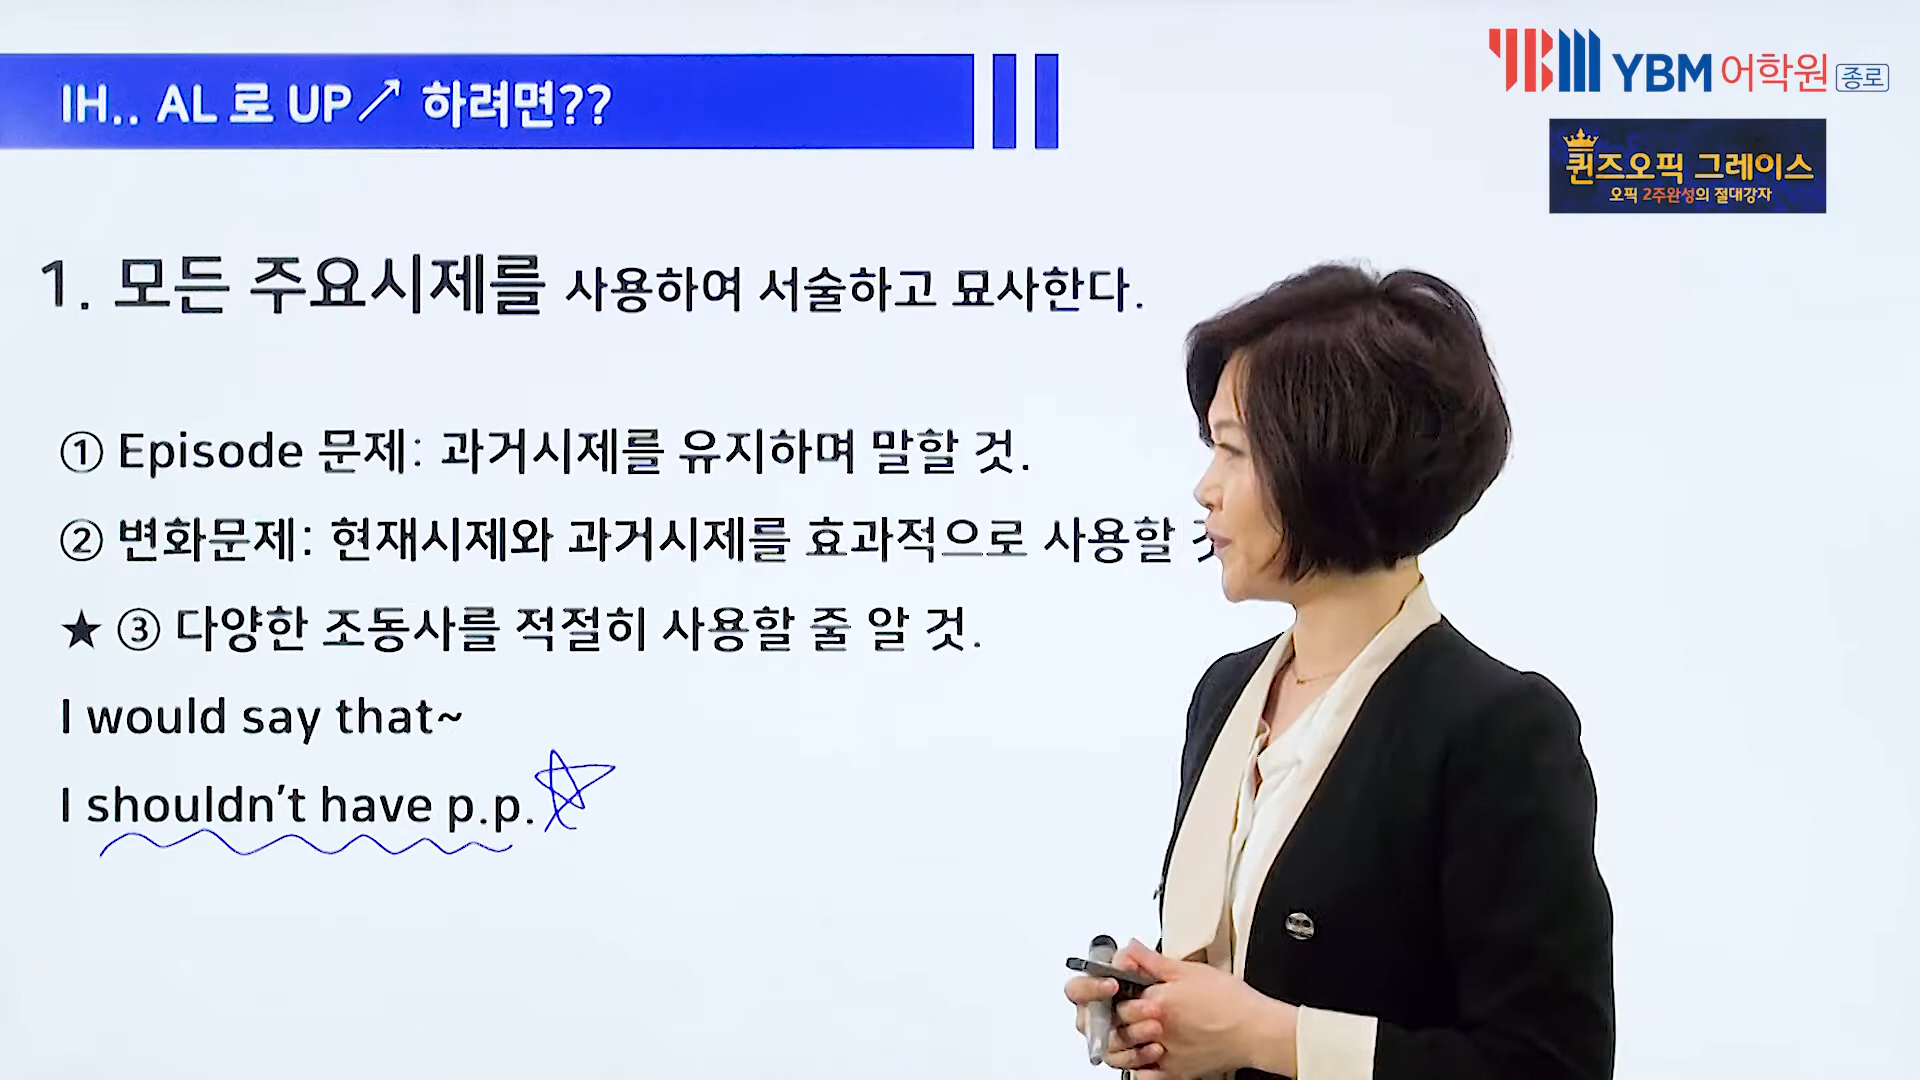 IH.. AL 로 UP↗ 하려면??
YBM YBM 어학원 종로
퀸즈오픽 그레이스
오픽 2주완성의 절대강자
1. 모든 주요시제를 사용하여 서술하고 묘사한다.
① Episode 문제: 과거시제를 유지하며 말할 것.
② 변화문제: 현재시제와 과거시제를 효과적으로 사용할
★ ③ 다양한 조동사를 적절히 사용할 줄 알 것.
I would say that~
I shouldn't have p.p.